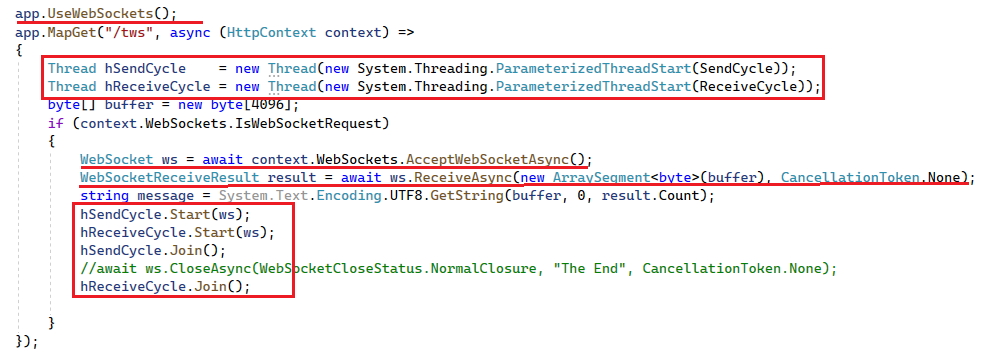 app.UseWebSockets();
app.MapGet("/tws", async (HttpContext context) =>
{
Thread hSendCycle    = new Thread(new System.Threading.ParameterizedThreadStart(SendCycle));
Thread hReceiveCycle = new Thread(new System.Threading.ParameterizedThreadStart(ReceiveCycle));
byte[] buffer = new byte[4096];
if (context.WebSockets.IsWebSocketRequest)
{
WebSocket ws = await context.WebSockets.AcceptWebSocketAsync();
WebSocketReceiveResult result = await ws.ReceiveAsync(new ArraySegment<byte>(buffer), CancellationToken.None);
string message = System.Text.Encoding.UTF8.GetString(buffer, 0, result.Count);
hSendCycle.Start(ws);
hReceiveCycle.Start(ws);
hSendCycle.Join();
//await ws.CloseAsync(WebSocketCloseStatus.NormalClosure, "The End", CancellationToken.None);
hReceiveCycle.Join();
}
});